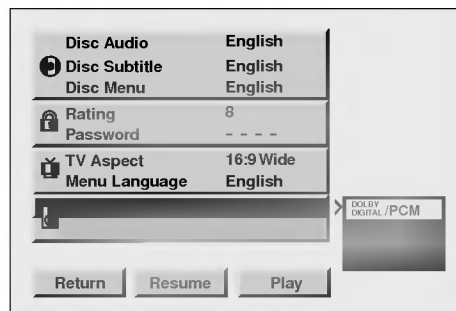 Disc Audio English
Disc Subtitle English
Disc Menu English
Rating 8
Password - - - -
TV Aspect 16:9 Wide
Menu Language English
DOLBY DIGITAL /PCM
Return Resume Play